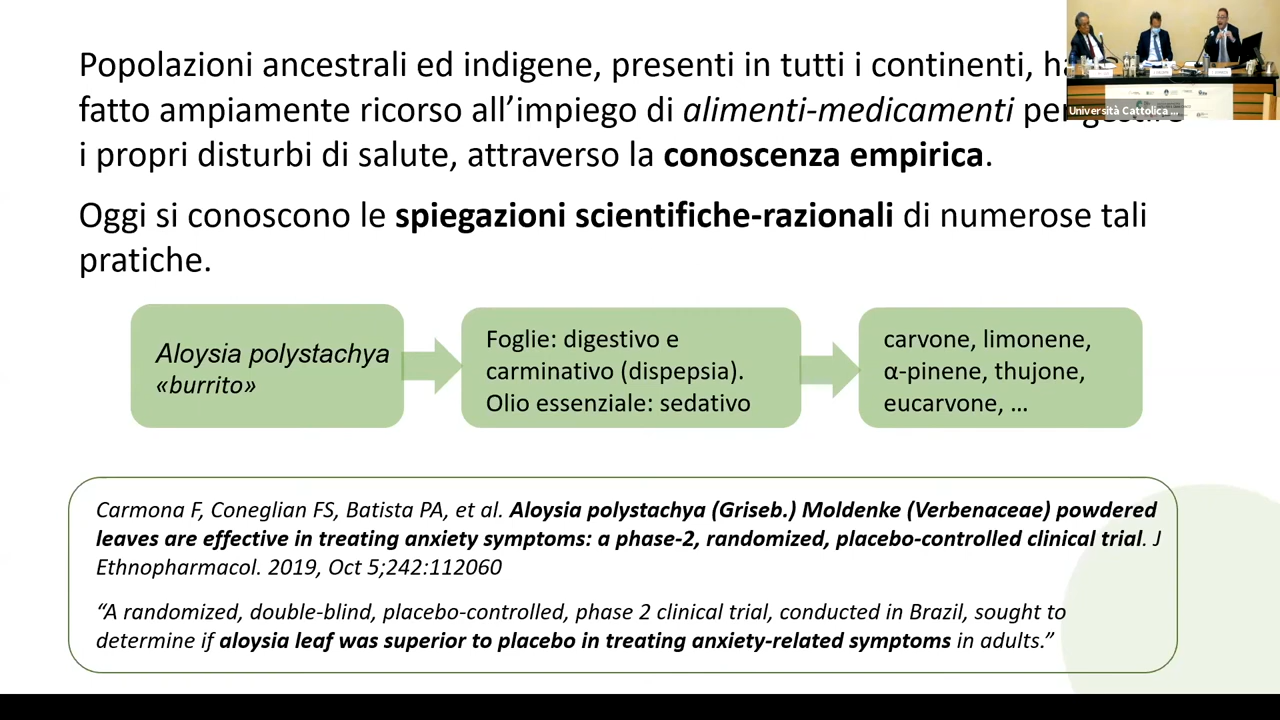 Popolazioni ancestrali ed indigene, presenti in tutti i continenti,
fatto ampiamente ricorso all’impiego di alimenti-medicamenti per
i propri disturbi di salute, attraverso la conoscenza empirica.
Oggi si conoscono le spiegazioni scientifiche-razionali di numerose tali
pratiche.
Aloysia polystachya
«burrito»
Foglie: digestivo e
carminativo (dispepsia).
Olio essenziale: sedativo
carvone, limonene,
α-pinene, thujone,
eucarvone, …
Carmona F, Coneglian FS, Batista PA, et al. Aloysia polystachya (Griseb.) Moldenke (Verbenaceae) powdered
leaves are effective in treating anxiety symptoms: a phase-2, randomized, placebo-controlled clinical trial. J
Ethnopharmacol. 2019, Oct 5;242:112060
“A randomized, double-blind, placebo-controlled, phase 2 clinical trial, conducted in Brazil, sought to
determine if aloysia leaf was superior to placebo in treating anxiety-related symptoms in adults.”
Università Cattolica ...